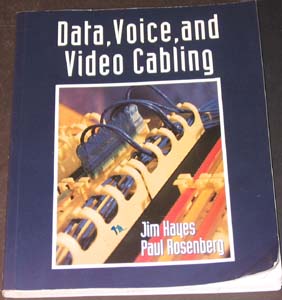 Data, Voice, and
Video Cabling
Jim Hayes
Paul Rosenberg